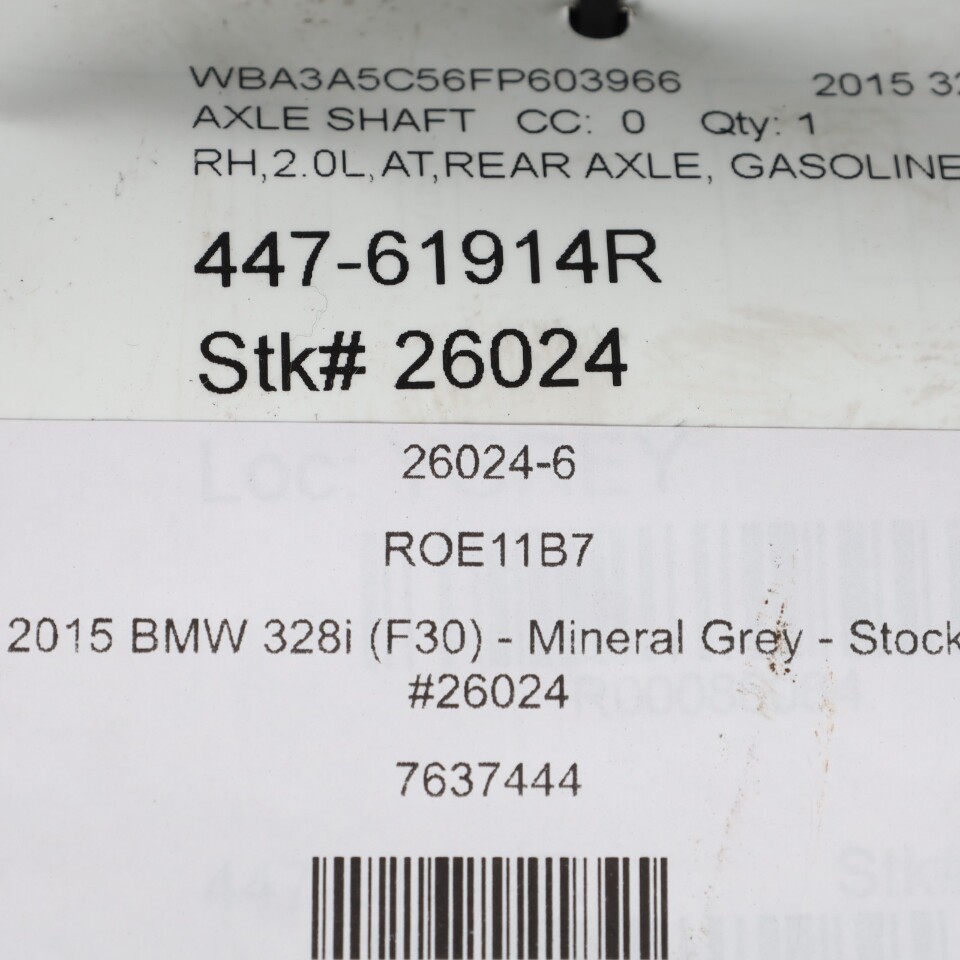 WBA3A5C56FP603966 2015 32
AXLE SHAFT CC: 0 Qty: 1
RH,2.0L,AT,REAR AXLE, GASOLINE
447-61914R
Stk# 26024
26024-6
ROE11B7
2015 BMW 328i (F30) - Mineral Grey - Stock
#26024
7637444